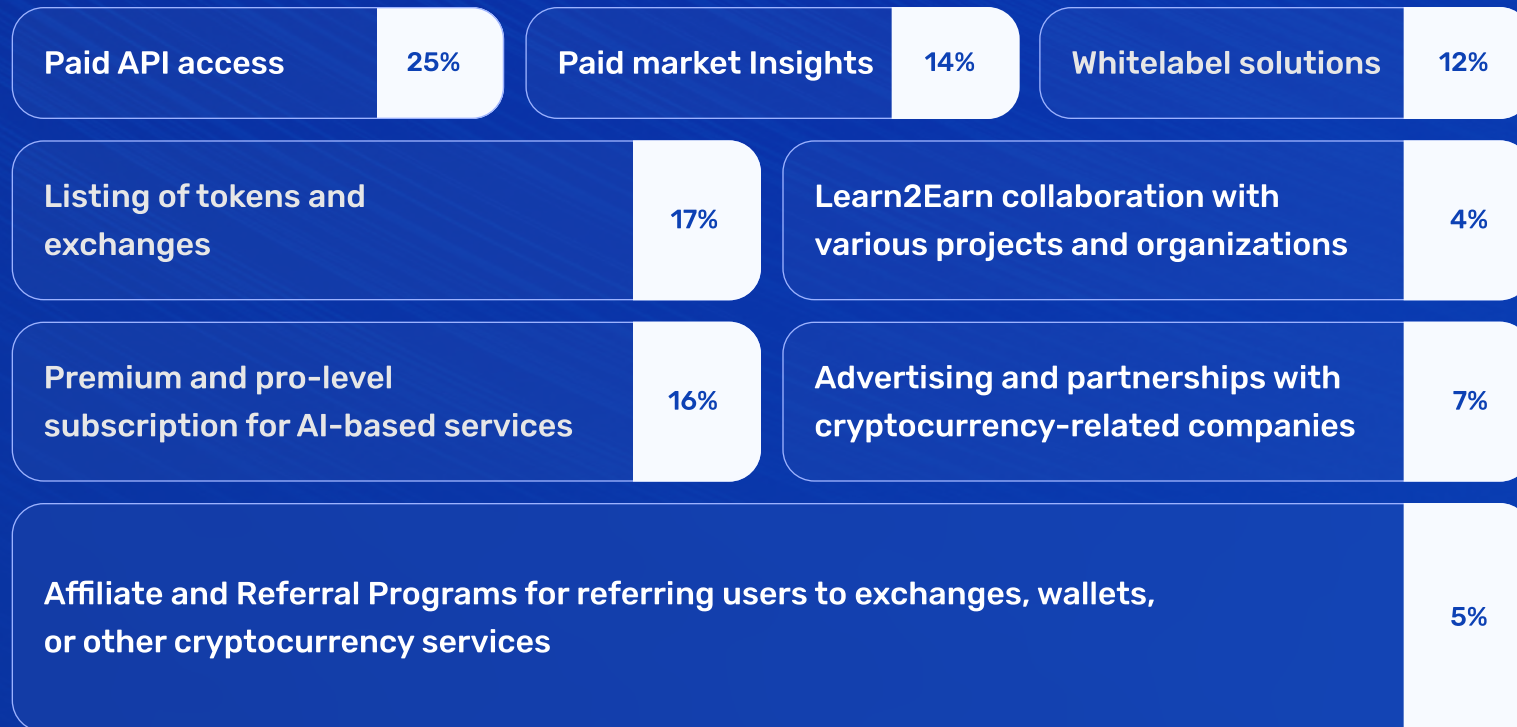 Paid API access
25%
Paid market Insights
14%
Whitelabel solutions
12%
Listing of tokens and
exchanges
17%
Learn2Earn collaboration with
various projects and organizations
4%
Premium and pro-level
subscription for AI-based services
16%
Advertising and partnerships with
cryptocurrency-related companies
7%
Affiliate and Referral Programs for referring users to exchanges, wallets,
or other cryptocurrency services
5%